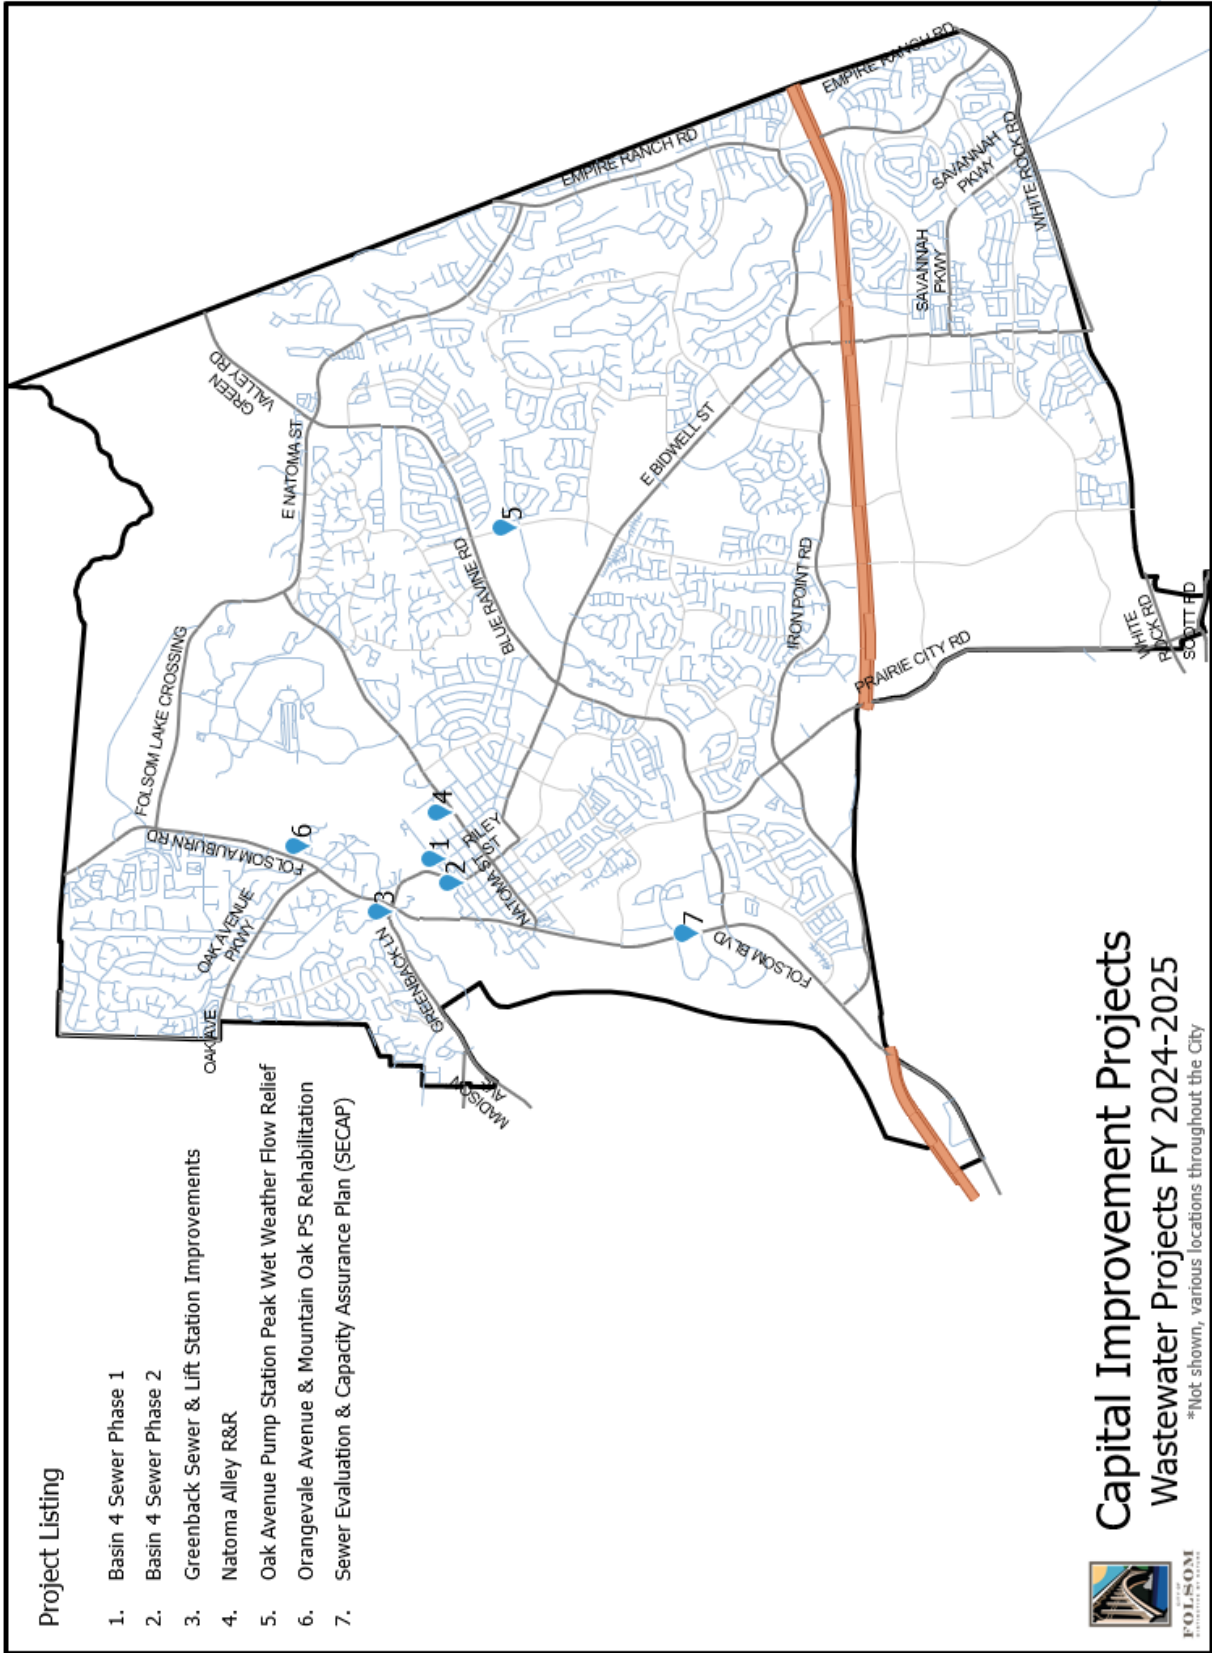 Project Listing
1. Basin 4 Sewer Phase 1
2. Basin 4 Sewer Phase 2
3. Greenback Sewer & Lift Station Improvements
4. Natoma Alley R&R
5. Oak Avenue Pump Station Peak Wet Weather Flow Relief
6. Orangevale Avenue & Mountain Oak PS Rehabilitation
7. Sewer Evaluation & Capacity Assurance Plan (SECAP)
OAK AVE
OAK AVENUE
PKWY
FOLSOM AUBURN RD
FOLSOM LAKE CROSSING
GREEN
VALLEY RD
E NATOMA ST
EMPIRE RANCH RD
6
3
GREENBACK LN
MADISON
AVE
1
2
4
RILEY
ST
NATOMA ST
BLUE RAVINE RD
5
E BIDWELL ST
7
FOLSOM BLVD
IRON POINT RD
PRAIRIE CITY RD
EMPIRE RANCH RD
SAVANNAH
PKWY
SAVANNAH
PKWY
WHITE ROCK RD
WHITE
ROCK RD
SCOTT RD
CITY OF
FOLSOM
DISTINCTIVE BY NATURE
Capital Improvement Projects
Wastewater Projects FY 2024-2025
*Not shown, various locations throughout the City